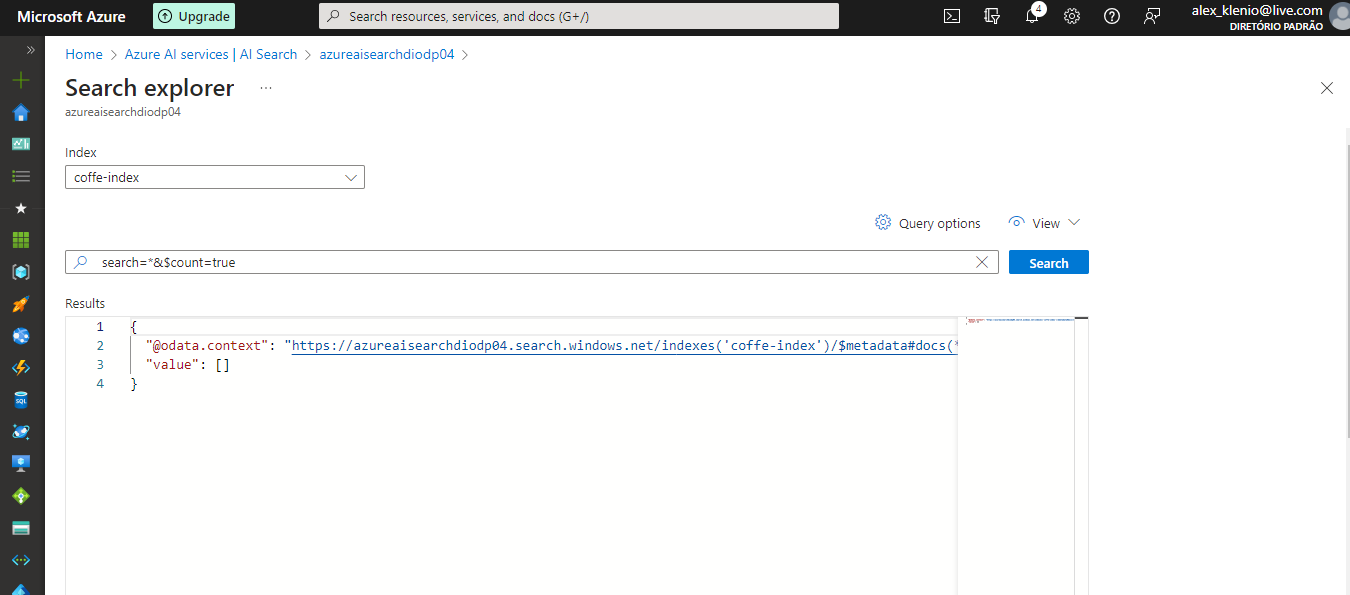 Microsoft Azure
Upgrade
Search resources, services, and docs (G+/)
4
alex_klenio@live.com
DIRETÓRIO PADRÃO
Home > Azure AI services | AI Search > azureaisearchdiodp04 >
Search explorer ...
azureaisearchdiodp04
Index
coffe-index
Query options
View
search=*&$count=true
Search
Results
1 {
2 "@odata.context": "https://azureaisearchdiodp04.search.windows.net/indexes('coffe-index')/$metadata#docs(*
3 "value": []
4 }
SQL